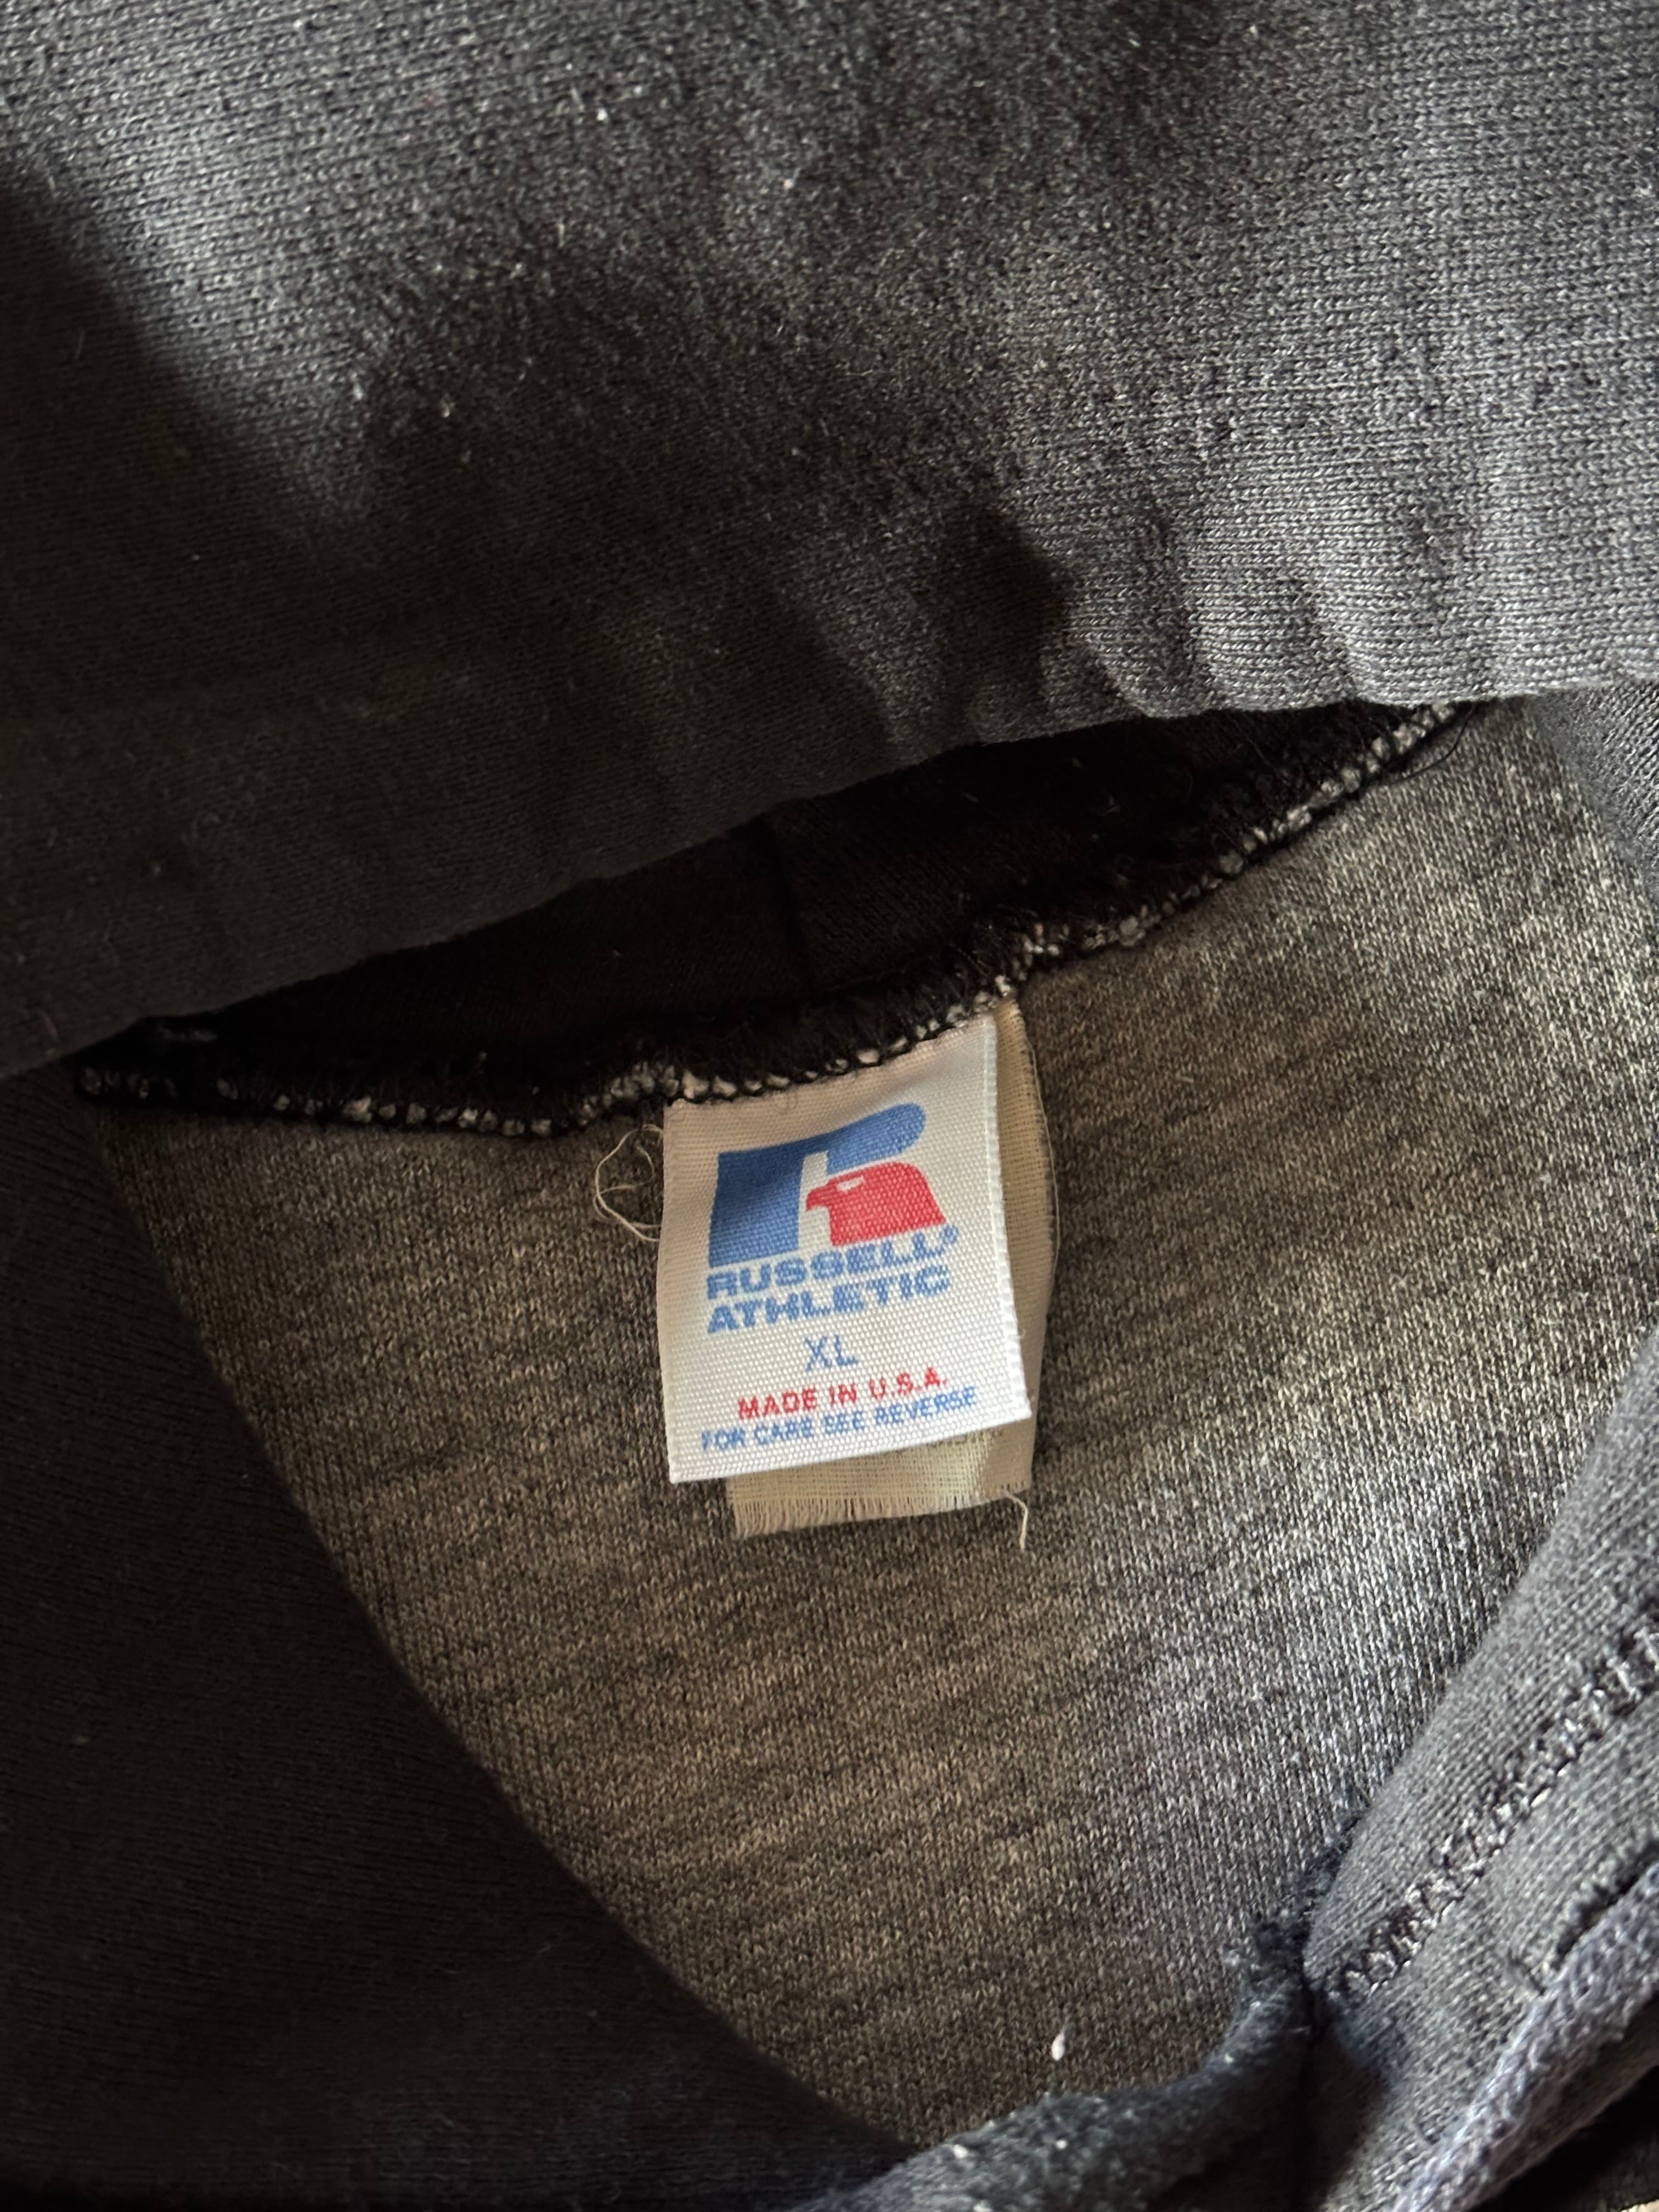 RUSSELL®
ATHLETIC
XL
MADE IN U.S.A.
FOR CARE SEE REVERSE